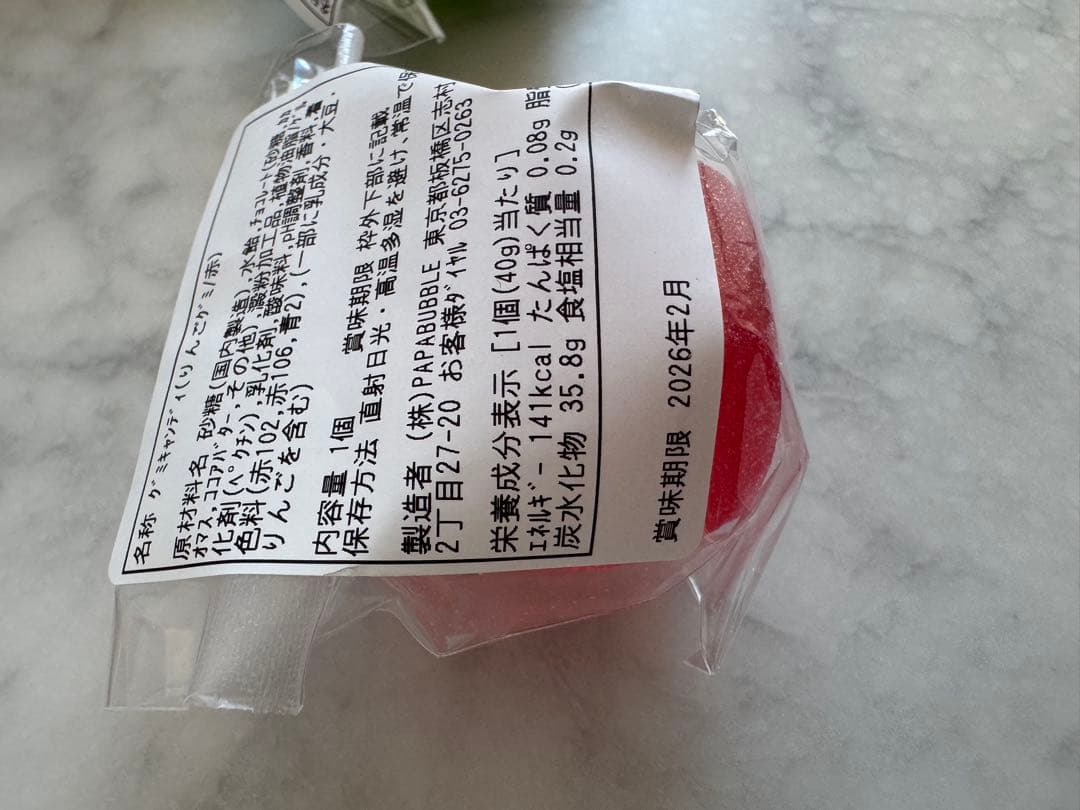 名称 グミキャンディ(りんごグミ/赤)
原材料名 砂糖(国内製造),水飴,チョコレート(砂糖,カカ
オマス,ココアバター,その他),澱粉加工品,植物油脂/ゲル
化剤(ペクチン),乳化剤,酸味料,pH調整剤,香料,着
色料(赤102,赤106,青2),(一部に乳成分・大豆・
りんごを含む)
内容量 1個 賞味期限 枠外下部に記載
保存方法 直射日光・高温多湿を避け、常温で保
製造者 (株)PAPABUBBLE 東京都板橋区志村
2丁目27-20 お客様ダイヤル 03-6275-0263
栄養成分表示 [1個(40g)当たり]
エネルギー 141kcal たんぱく質 0.08g 脂
炭水化物 35.8g 食塩相当量 0.2g
賞味期限 2026年2月